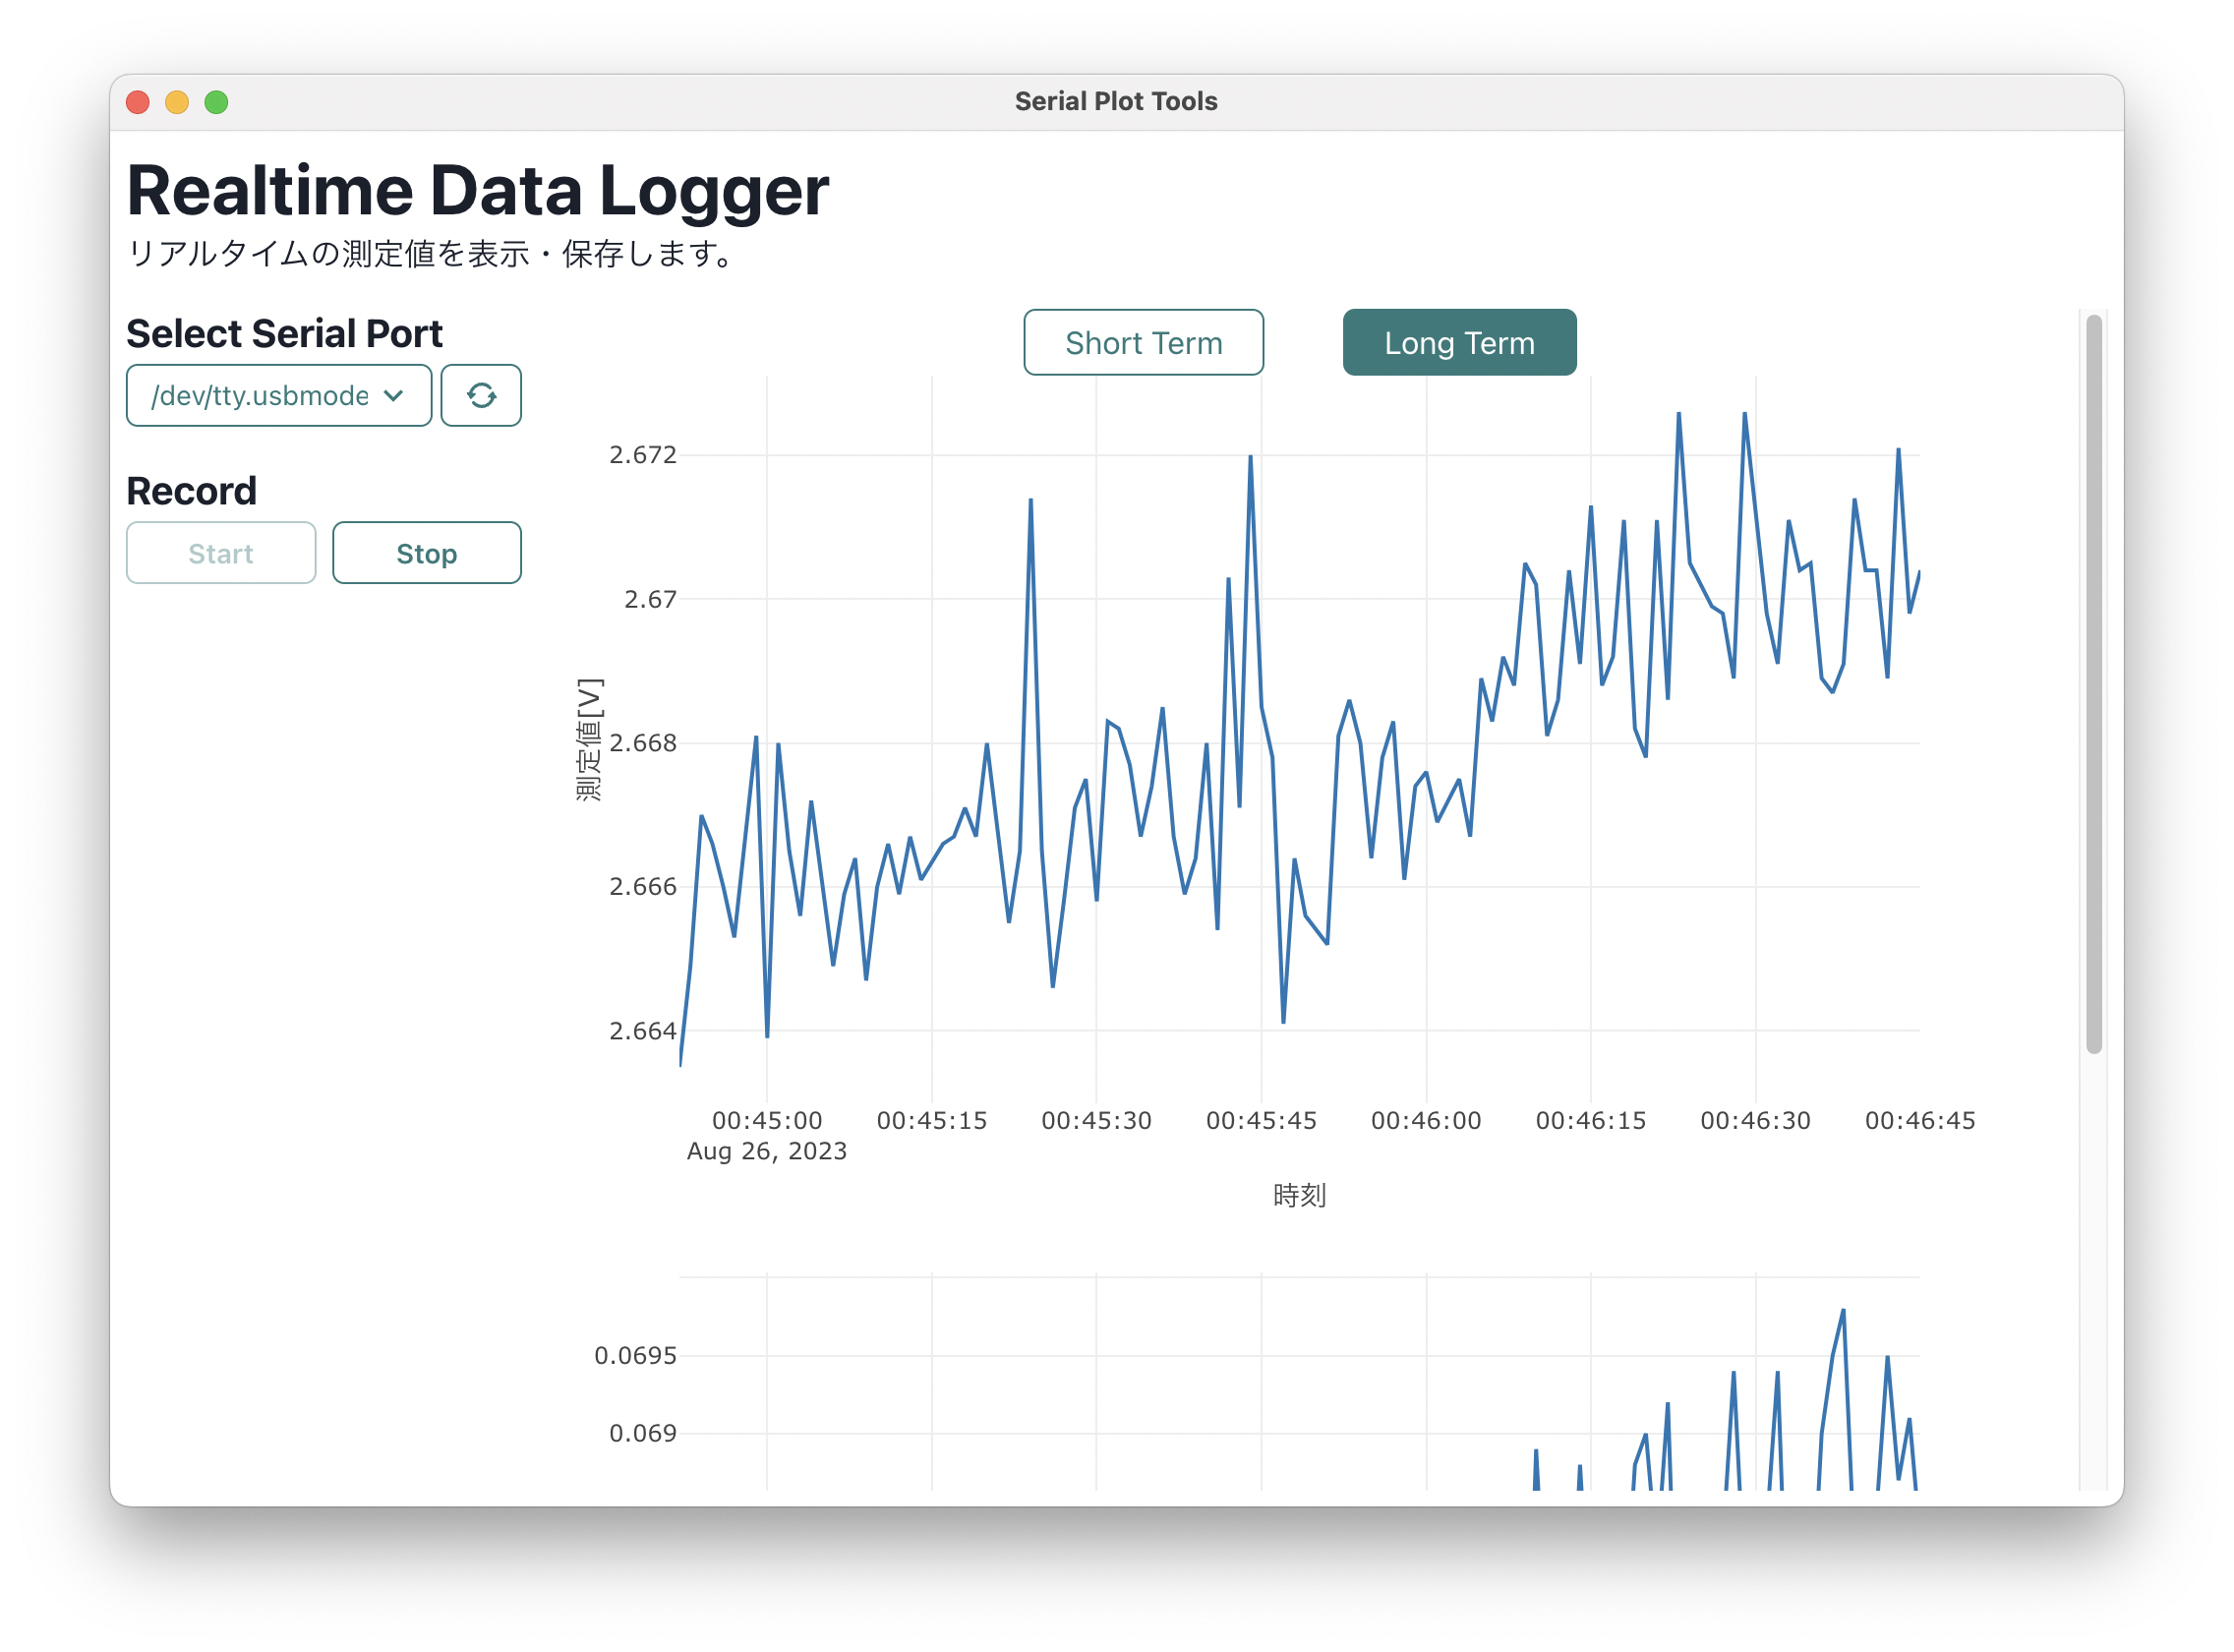 Serial Plot Tools
Realtime Data Logger
リアルタイムの測定値を表示・保存します。
Select Serial Port
/dev/tty.usbmode
Record
Start
Stop
Short Term
Long Term
測定値[V]
2.672
2.67
2.668
2.666
2.664
00:45:00 00:45:15 00:45:30 00:45:45 00:46:00 00:46:15 00:46:30 00:46:45
Aug 26, 2023
時刻
0.0695
0.069